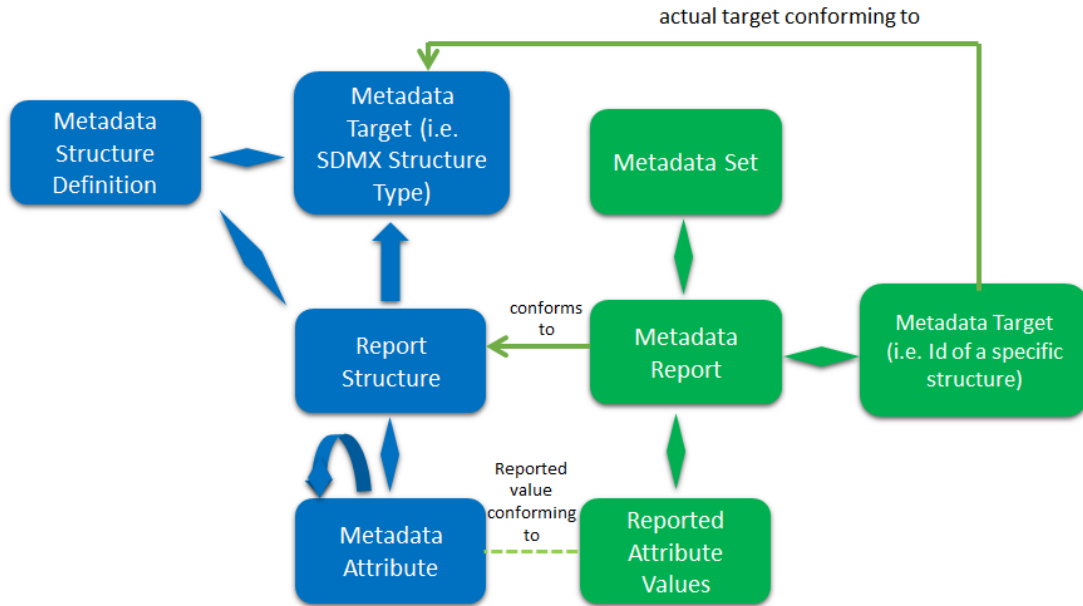 actual target conforming to
Metadata
Structure
Definition
Metadata
Target (i.e.
SDMX Structure
Type)
Metadata Set
conforms
to
Report
Structure
Metadata
Report
Metadata Target
(i.e. Id of a specific
structure)
Reported
value
conforming
to
Metadata
Attribute
Reported
Attribute
Values